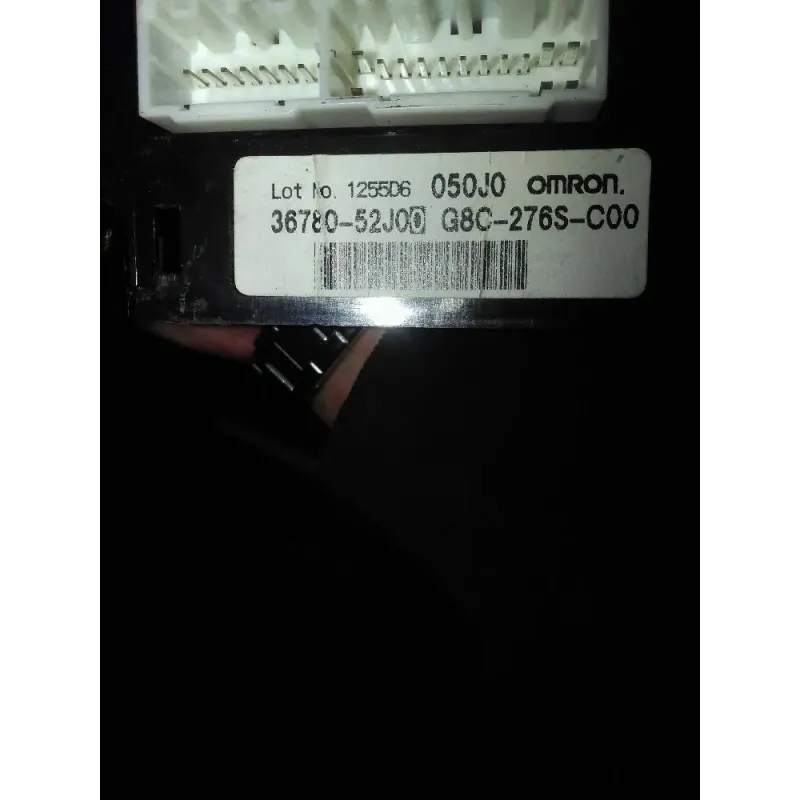 Lot No. 1255D6 050J0 OMRON.
36780-52J00 G8C-276S-C00